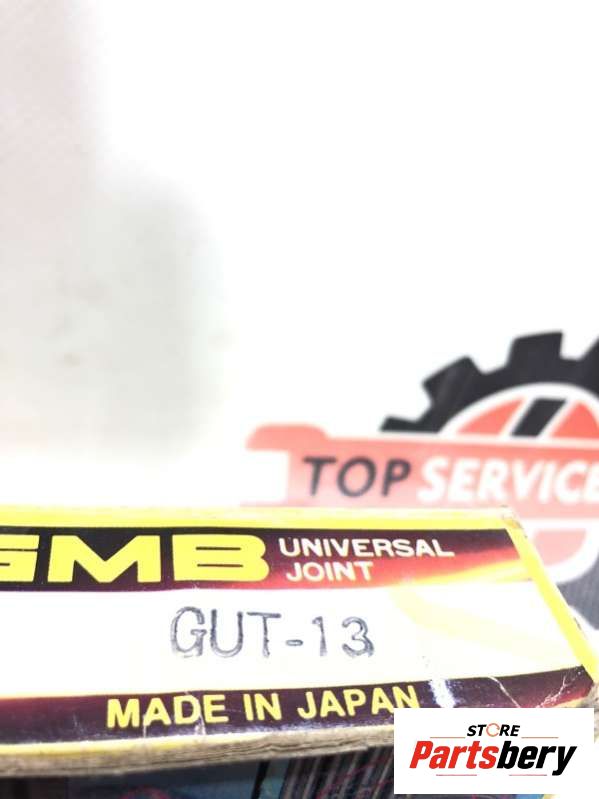 TOP SERVICE
GMB UNIVERSAL
JOINT
GUT-13
MADE IN JAPAN
STORE
Partsbery